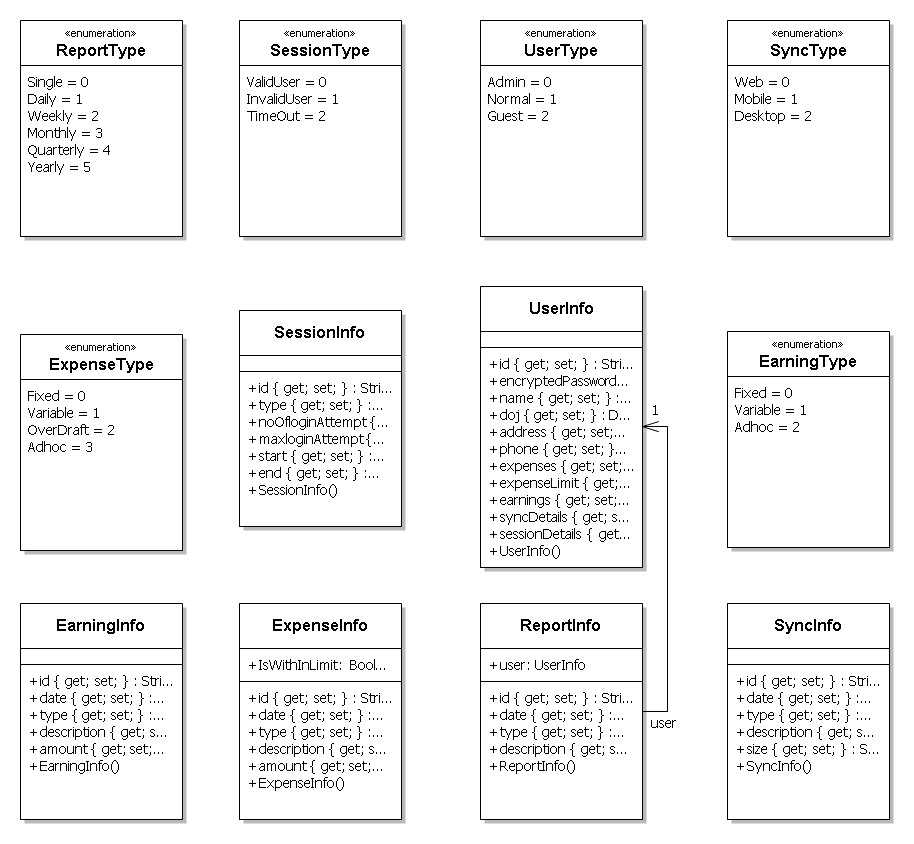 «enumeration»
ReportType
Single = 0
Daily = 1
Weekly = 2
Monthly = 3
Quarterly = 4
Yearly = 5
«enumeration»
SessionType
ValidUser = 0
InvalidUser = 1
TimeOut = 2
«enumeration»
UserType
Admin = 0
Normal = 1
Guest = 2
«enumeration»
SyncType
Web = 0
Mobile = 1
Desktop = 2
«enumeration»
ExpenseType
Fixed = 0
Variable = 1
OverDraft = 2
Adhoc = 3
SessionInfo
+id { get; set; } : Stri...
+type { get; set; } :...
+noOfloginAttempt {...
+maxloginAttempt {...
+start { get; set; } :...
+end { get; set; } :...
+SessionInfo()
UserInfo
+id { get; set; } : Stri...
+encryptedPassword...
+name { get; set; } :...
+doj { get; set; } : D...
+address { get; set;...
+phone { get; set; }...
+expenses { get; set;...
+expenseLimit { get;...
+earnings { get; set;...
+syncDetails { get; s...
+sessionDetails { get...
+UserInfo()
1
«enumeration»
EarningType
Fixed = 0
Variable = 1
Adhoc = 2
EarningInfo
+id { get; set; } : Stri...
+date { get; set; } :...
+type { get; set; } :...
+description { get; s...
+amount { get; set;...
+EarningInfo()
ExpenseInfo
+IsWithInLimit: Bool...
+id { get; set; } : Stri...
+date { get; set; } :...
+type { get; set; } :...
+description { get; s...
+amount { get; set;...
+ExpenseInfo()
ReportInfo
+user: UserInfo
+id { get; set; } : Stri...
+date { get; set; } :...
+type { get; set; } :...
+description { get; s...
+ReportInfo()
user
SyncInfo
+id { get; set; } : Stri...
+date { get; set; } :...
+type { get; set; } :...
+description { get; s...
+size { get; set; } : S...
+SyncInfo()